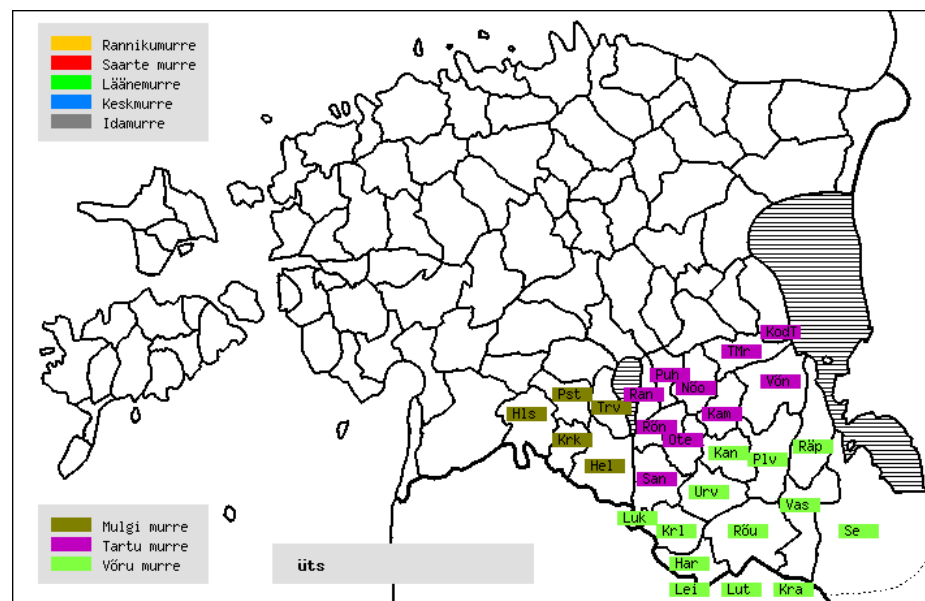 Rannikumurre
Saarte murre
Läänemurre
Keskmurre
Idamurre
KodT
TMr
Puh
Nõo
Võn
Pst
Ran
Trv
Hls
Kam
Rõn
Krk
Ote
Kan
Plv
Räp
Hel
San
Urv
Vas
Luk
Krl
Rõu
Se
Har
Lei
Lut
Kra
Mulgi murre
Tartu murre
Võru murre
üts